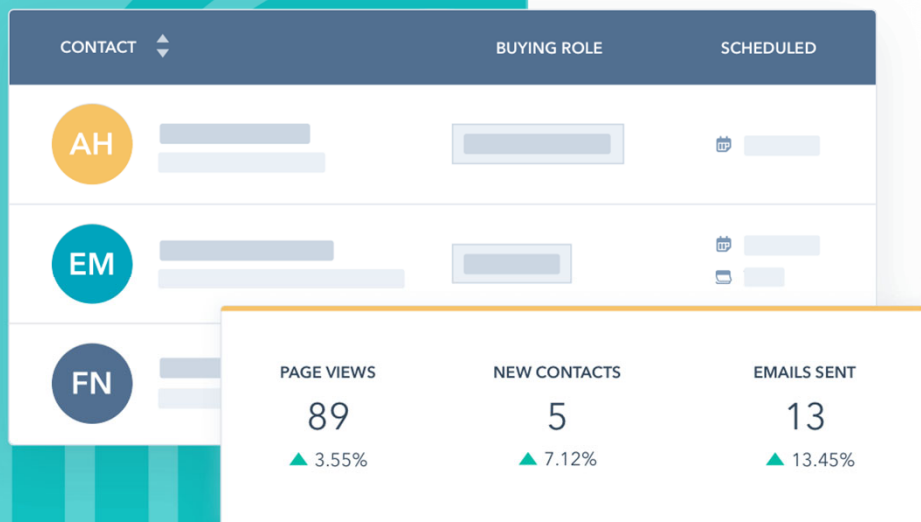 CONTACT BUYING ROLE SCHEDULED
AH
EM
FN
PAGE VIEWS NEW CONTACTS EMAILS SENT
89 5 13
3.55% 7.12% 13.45%